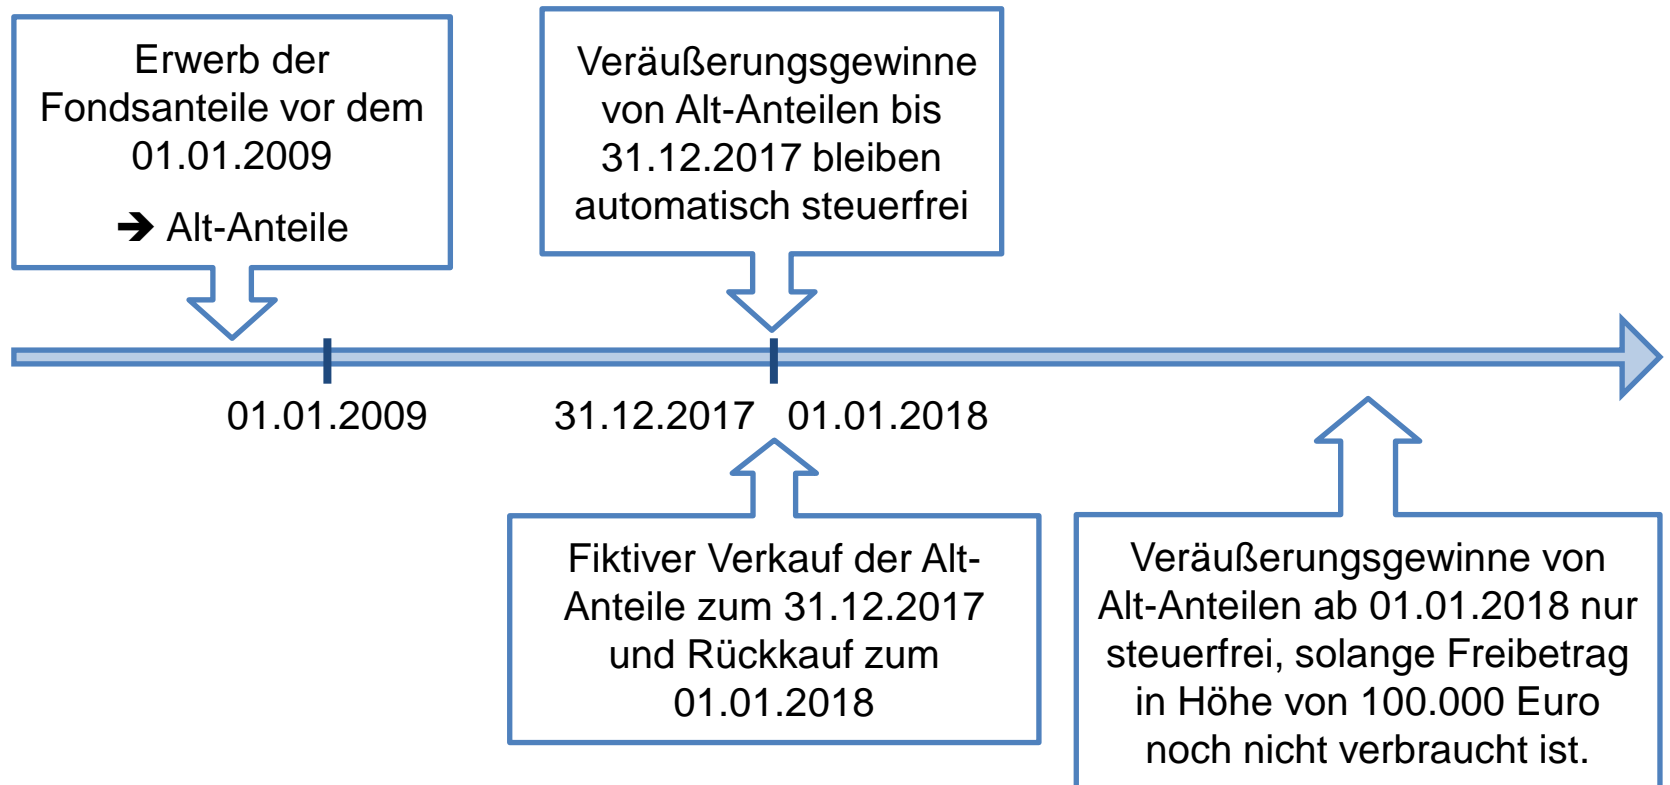 Erwerb der
Fondsanteile vor dem
01.01.2009
➔ Alt-Anteile
Veräußerungsgewinne
von Alt-Anteilen bis
31.12.2017 bleiben
automatisch steuerfrei
01.01.2009
31.12.2017
01.01.2018
Fiktiver Verkauf der Alt-
Anteile zum 31.12.2017
und Rückkauf zum
01.01.2018
Veräußerungsgewinne von
Alt-Anteilen ab 01.01.2018 nur
steuerfrei, solange Freibetrag
in Höhe von 100.000 Euro
noch nicht verbraucht ist.